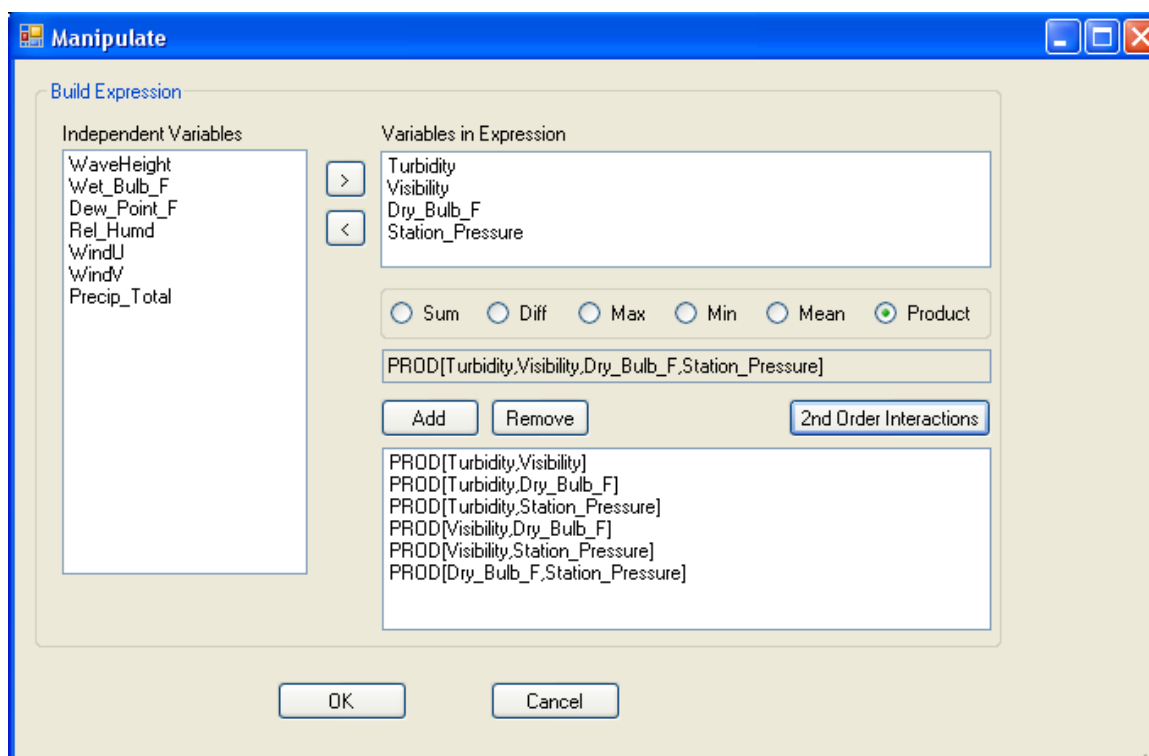 Manipulate
Build Expression
Independent Variables
WaveHeight
Wet_Bulb_F
Dew_Point_F
Rel_Humd
WindU
WindV
Precip_Total
>
<
Variables in Expression
Turbidity
Visibility
Dry_Bulb_F
Station_Pressure
Sum Diff Max Min Mean Product
PROD[Turbidity,Visibility,Dry_Bulb_F,Station_Pressure]
Add Remove 2nd Order Interactions
PROD[Turbidity,Visibility]
PROD[Turbidity,Dry_Bulb_F]
PROD[Turbidity,Station_Pressure]
PROD[Visibility,Dry_Bulb_F]
PROD[Visibility,Station_Pressure]
PROD[Dry_Bulb_F,Station_Pressure]
OK Cancel